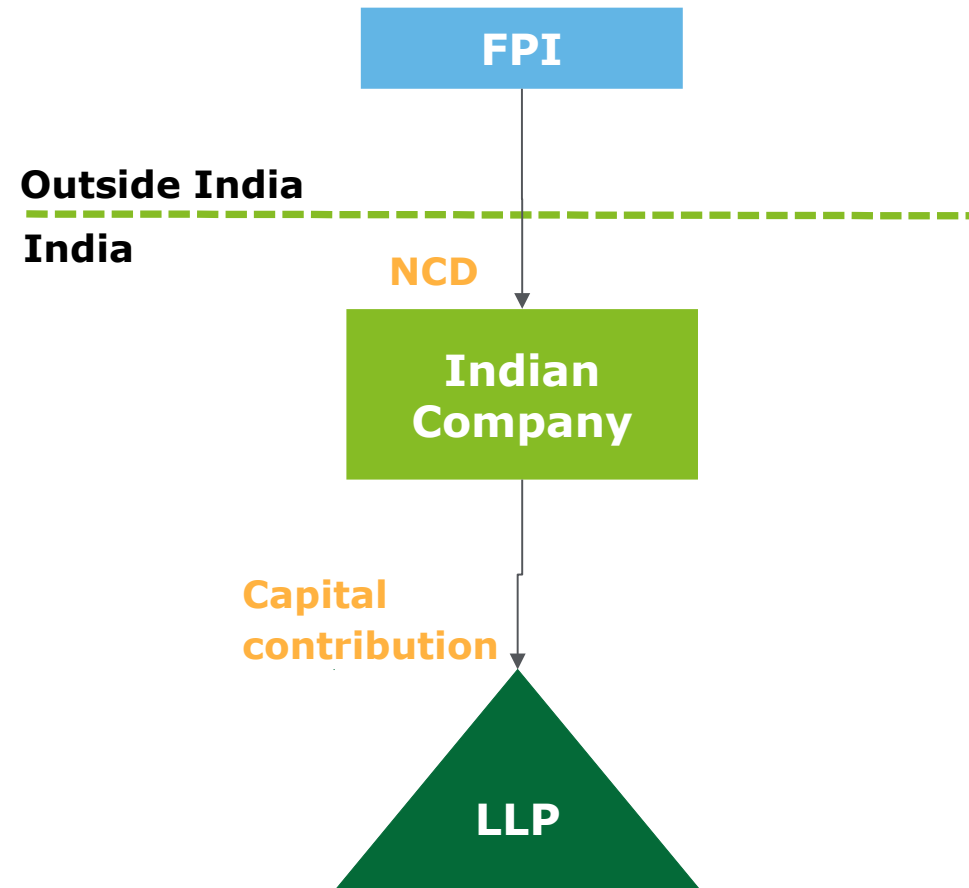 FPI
Outside India
India
NCD
Indian
Company
Capital
contribution
LLP